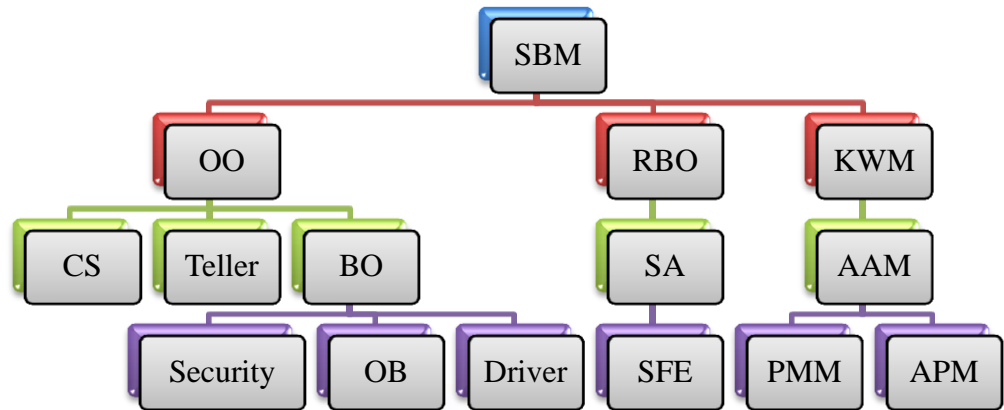 SBM
OO
RBO
KWM
CS
Teller
BO
SA
AAM
Security
OB
Driver
SFE
PMM
APM